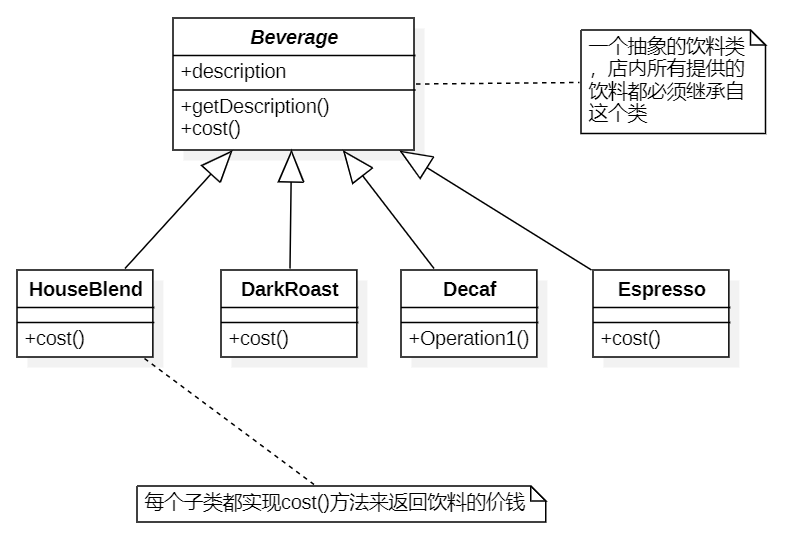 Beverage
+description
+getDescription()
+cost()
一个抽象的饮料类
，店内所有提供的
饮料都必须继承自
这个类
HouseBlend
+cost()
DarkRoast
+cost()
Decaf
+Operation1()
Espresso
+cost()
每个子类都实现cost()方法来返回饮料的价钱